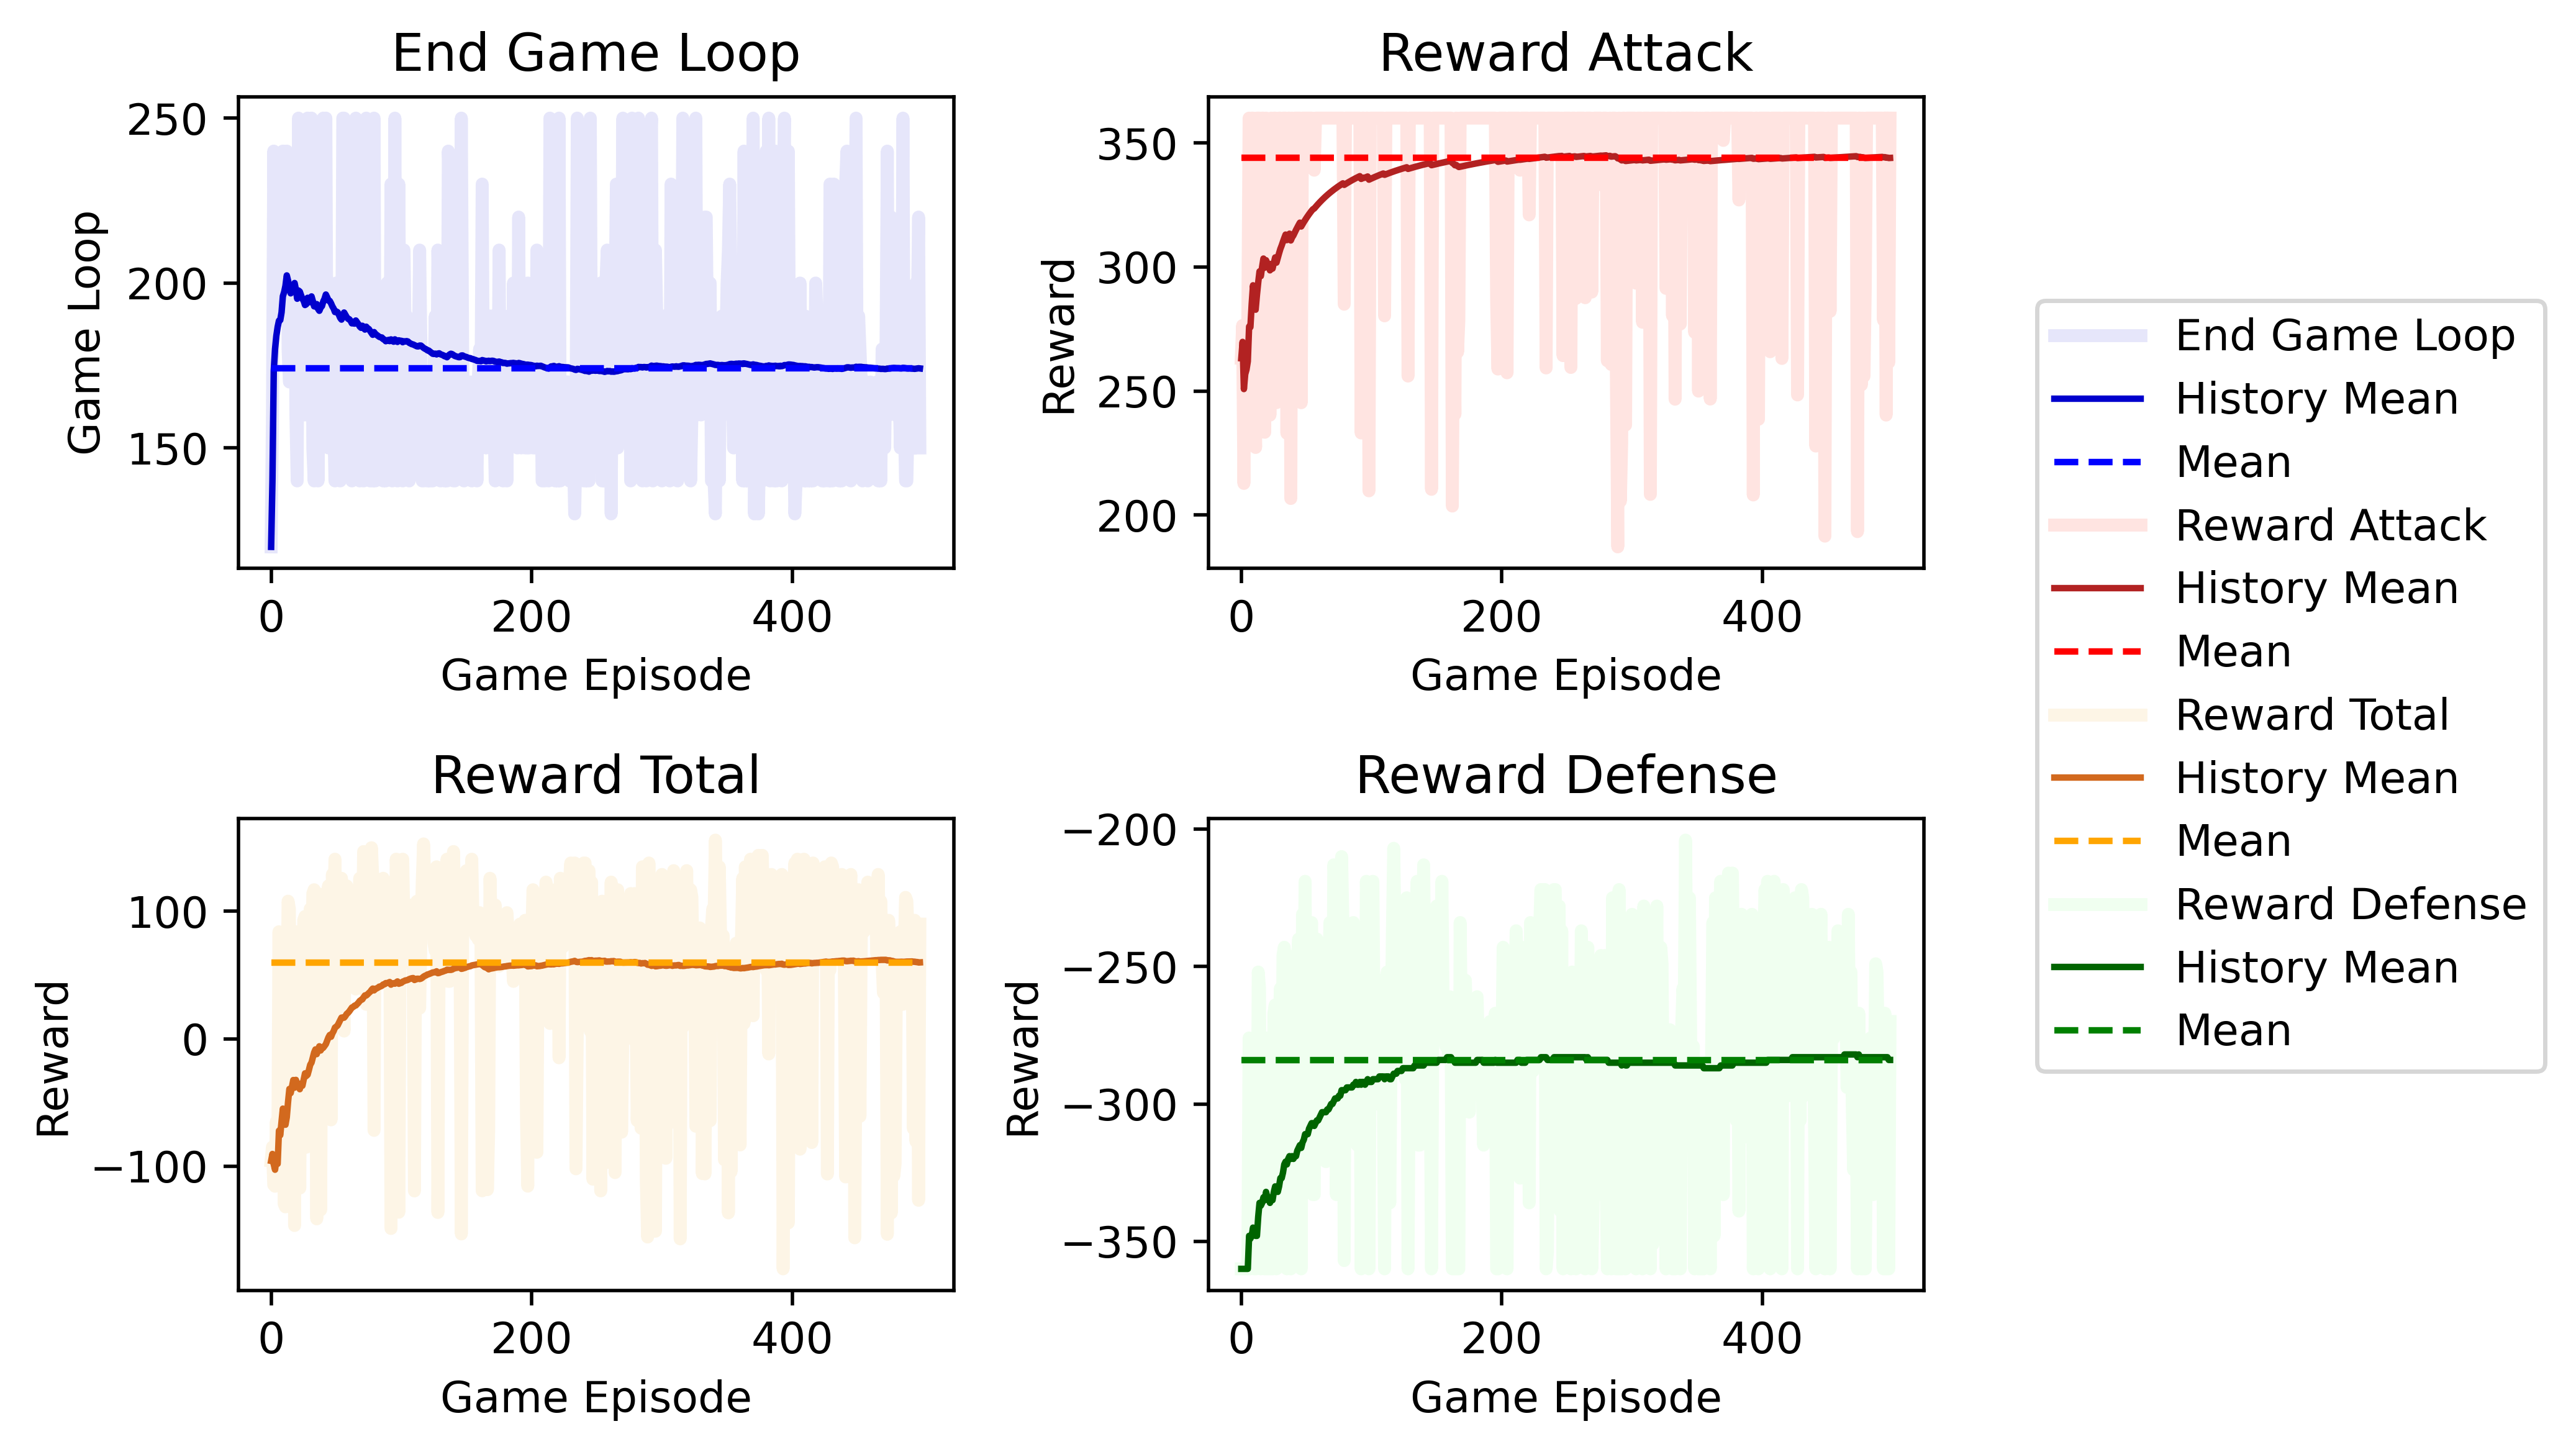 End Game Loop
250
200
150
Game Loop
0
200
400
Game Episode
Reward Attack
350
300
250
200
Reward
0
200
400
Game Episode
Reward Total
100
0
−100
Reward
0
200
400
Game Episode
Reward Defense
−200
−250
−300
−350
Reward
0
200
400
Game Episode
End Game Loop
History Mean
Mean
Reward Attack
History Mean
Mean
Reward Total
History Mean
Mean
Reward Defense
History Mean
Mean